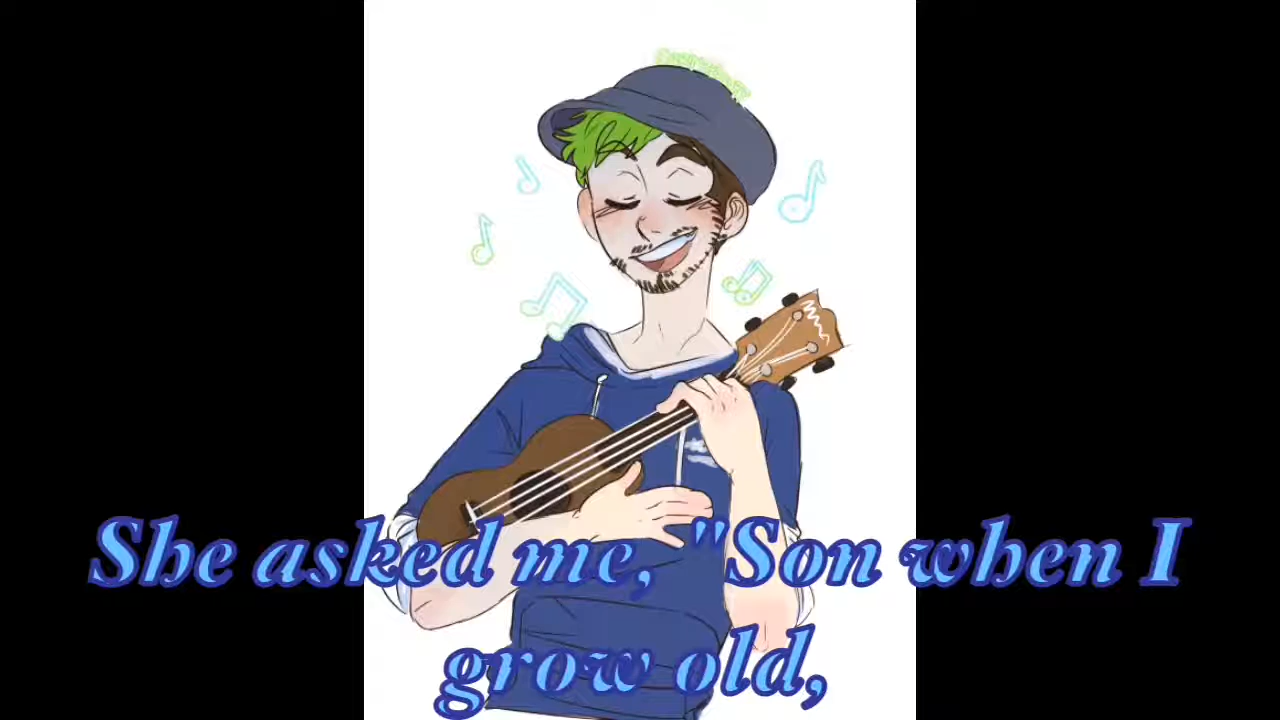 She asked me, "Son when I
grow old,